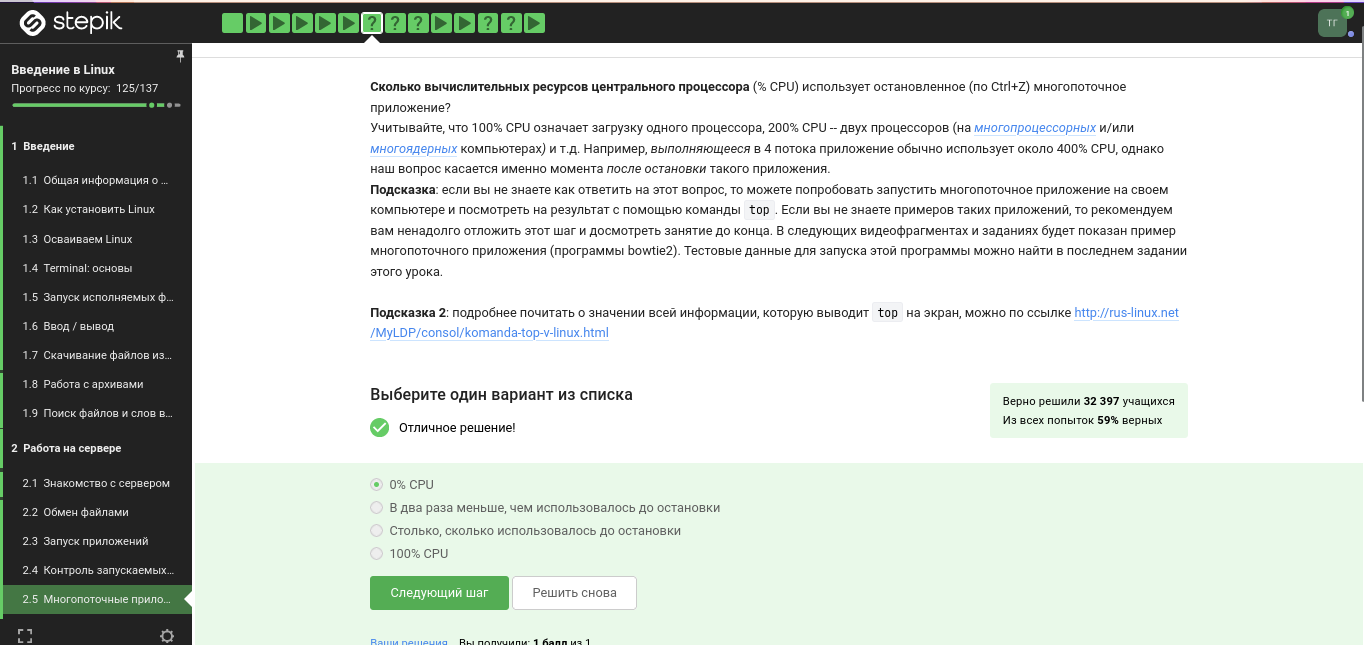 stepik
? ? ? ? ?
ТГ
1
Введение в Linux
Прогресс по курсу: 125/137
1 Введение
1.1 Общая информация о ...
1.2 Как установить Linux
1.3 Осваиваем Linux
1.4 Terminal: основы
1.5 Запуск исполняемых ф...
1.6 Ввод / вывод
1.7 Скачивание файлов из...
1.8 Работа с архивами
1.9 Поиск файлов и слов в...
2 Работа на сервере
2.1 Знакомство с сервером
2.2 Обмен файлами
2.3 Запуск приложений
2.4 Контроль запускаемых...
2.5 Многопоточные прило...
Сколько вычислительных ресурсов центрального процессора (% CPU) использует остановленное (по Ctrl+Z) многопоточное
приложение?
Учитывайте, что 100% CPU означает загрузку одного процессора, 200% CPU -- двух процессоров (на многопроцессорных и/или
многоядерных компьютерах) и т.д. Например, выполняющееся в 4 потока приложение обычно использует около 400% CPU, однако
наш вопрос касается именно момента после остановки такого приложения.
Подсказка: если вы не знаете как ответить на этот вопрос, то можете попробовать запустить многопоточное приложение на своем
компьютере и посмотреть на результат с помощью команды top. Если вы не знаете примеров таких приложений, то рекомендуем
вам ненадолго отложить этот шаг и досмотреть занятие до конца. В следующих видеофрагментах и заданиях будет показан пример
многопоточного приложения (программы bowtie2). Тестовые данные для запуска этой программы можно найти в последнем задании
этого урока.
Подсказка 2: подробнее почитать о значении всей информации, которую выводит top на экран, можно по ссылке http://rus-linux.net
/MyLDP/consol/komanda-top-v-linux.html
Выберите один вариант из списка
Отличное решение!
Верно решили 32 397 учащихся
Из всех попыток 59% верных
0% CPU
В два раза меньше, чем использовалось до остановки
Столько, сколько использовалось до остановки
100% CPU
Следующий шаг
Решить снова
Ваши решения Вы получили: 1 балл из 1